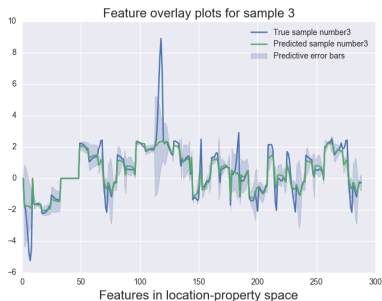 Feature overlay plots for sample 3
True sample number3
Predicted sample number3
Predictive error bars
10
8
6
4
2
0
−2
−4
−6
0 50 100 150 200 250 300
Features in location-property space